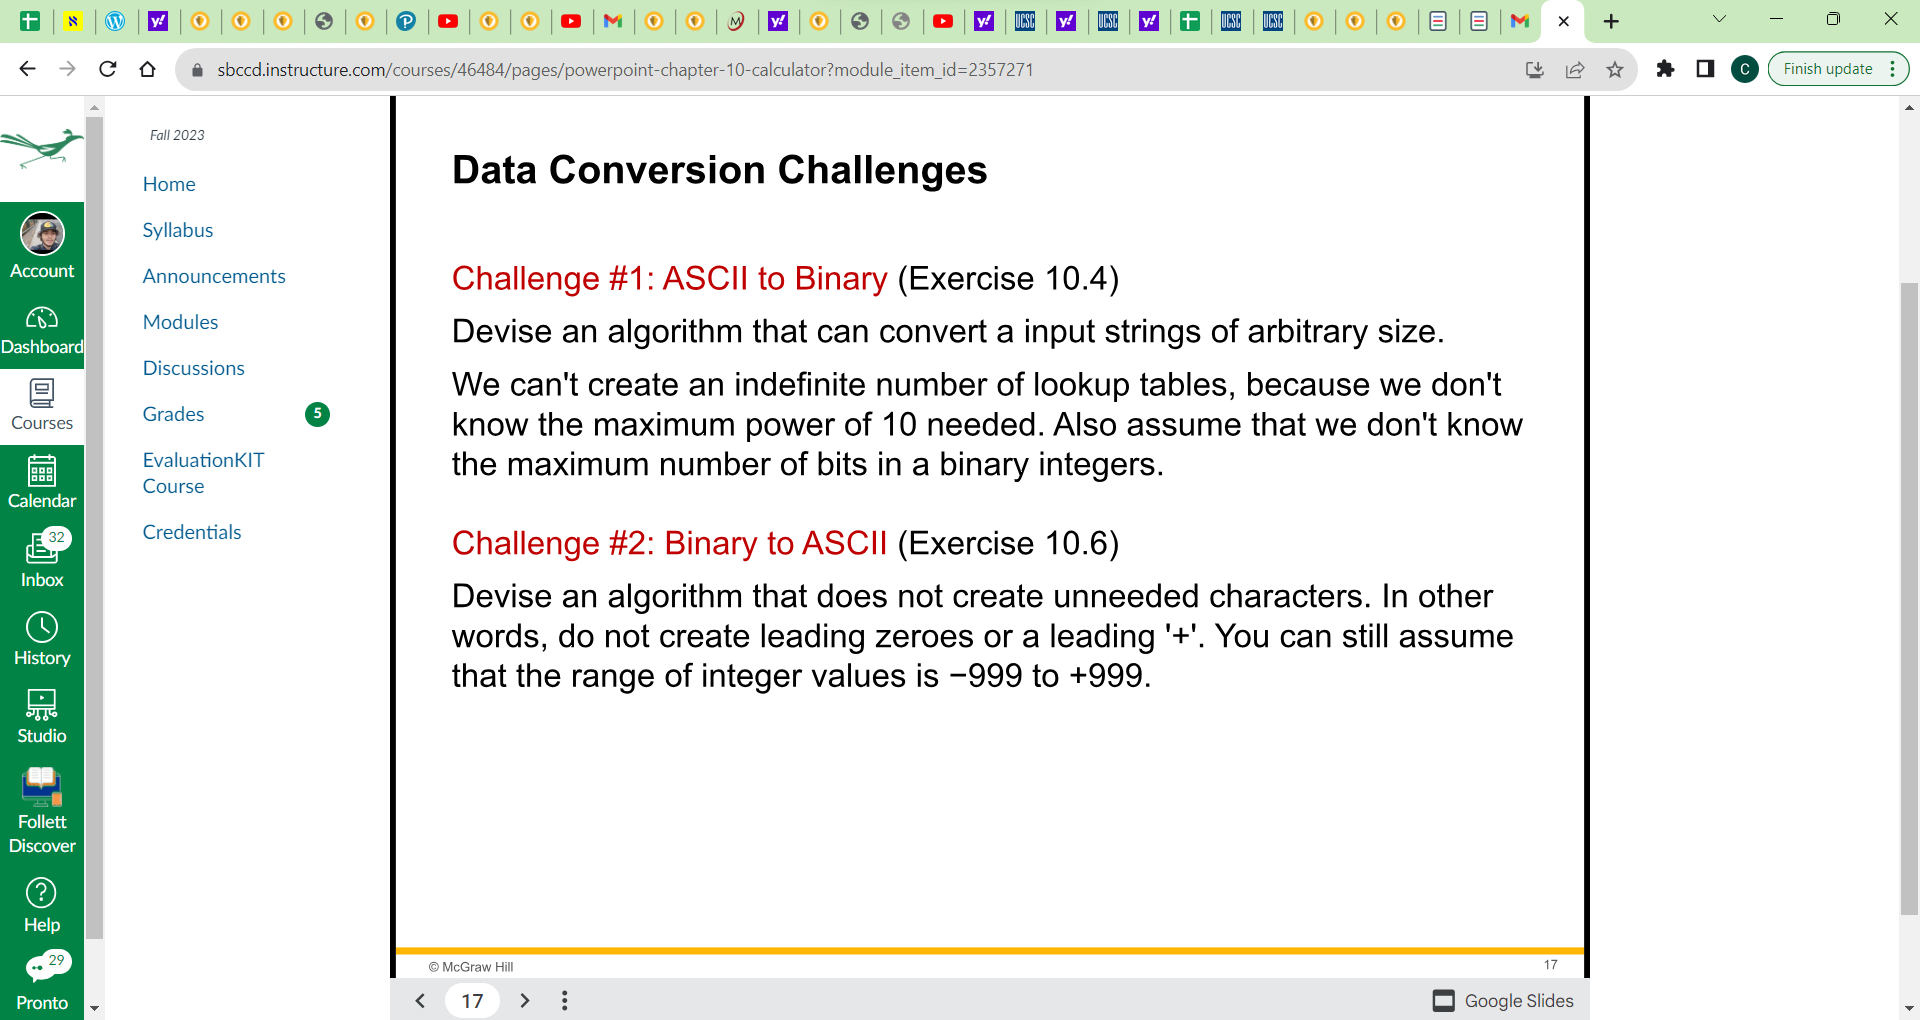 sbccd.instructure.com/courses/46484/pages/powerpoint-chapter-10-calculator?module_item_id=2357271
C
Finish update
Account
Dashboard
Courses
Calendar
32
Inbox
History
Studio
Follett
Discover
Help
29
Pronto
Fall 2023
Home
Syllabus
Announcements
Modules
Discussions
Grades
5
EvaluationKIT
Course
Credentials
Data Conversion Challenges
Challenge #1: ASCII to Binary (Exercise 10.4)
Devise an algorithm that can convert a input strings of arbitrary size.
We can't create an indefinite number of lookup tables, because we don't
know the maximum power of 10 needed. Also assume that we don't know
the maximum number of bits in a binary integers.
Challenge #2: Binary to ASCII (Exercise 10.6)
Devise an algorithm that does not create unneeded characters. In other
words, do not create leading zeroes or a leading '+'. You can still assume
that the range of integer values is −999 to +999.
© McGraw Hill
17
17
Google Slides